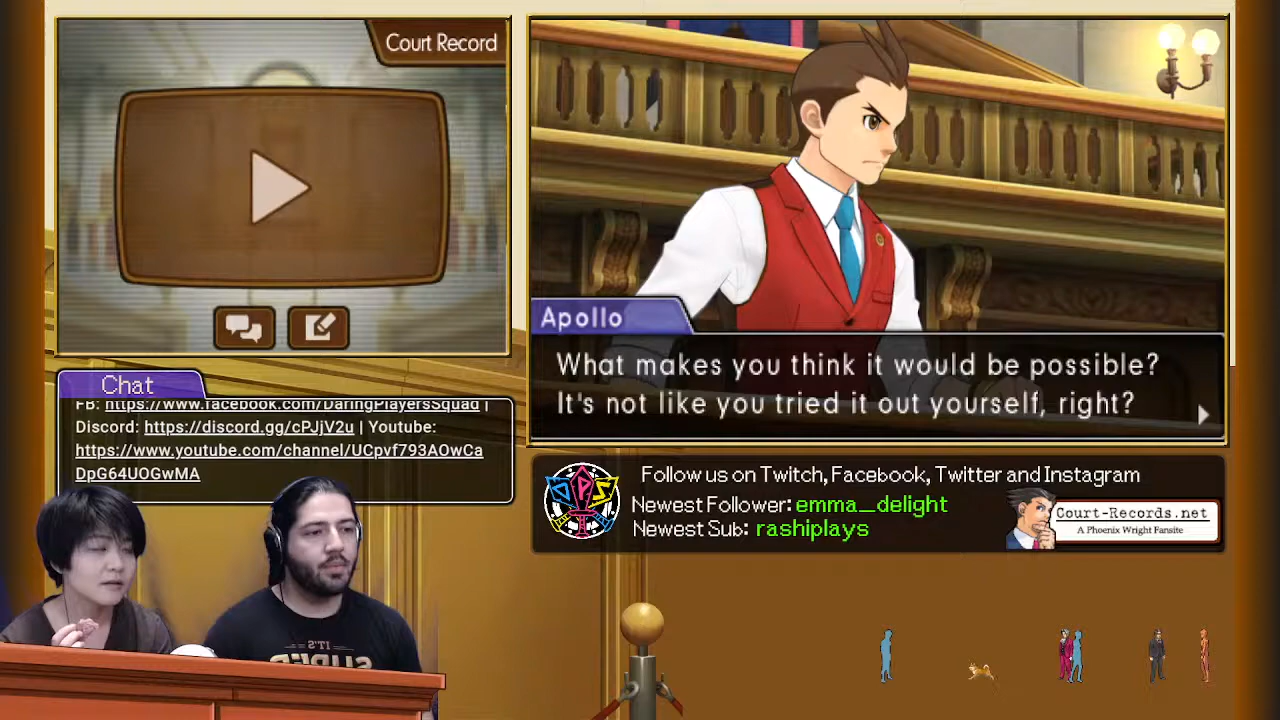 Court Record
Apollo
What makes you think it would be possible?
It's not like you tried it out yourself, right?
Chat
FB: https://www.facebook.com/DaringPlayersSquad |
Discord: https://discord.gg/cPJjV2u | Youtube:
https://www.youtube.com/channel/UCpvf793AOwCa
DpG64UOGwMA
DPS
Follow us on Twitch, Facebook, Twitter and Instagram
Newest Follower: emma_delight
Newest Sub: rashiplays
Court-Records.net
A Phoenix Wright Fansite
IT'S
SUPER